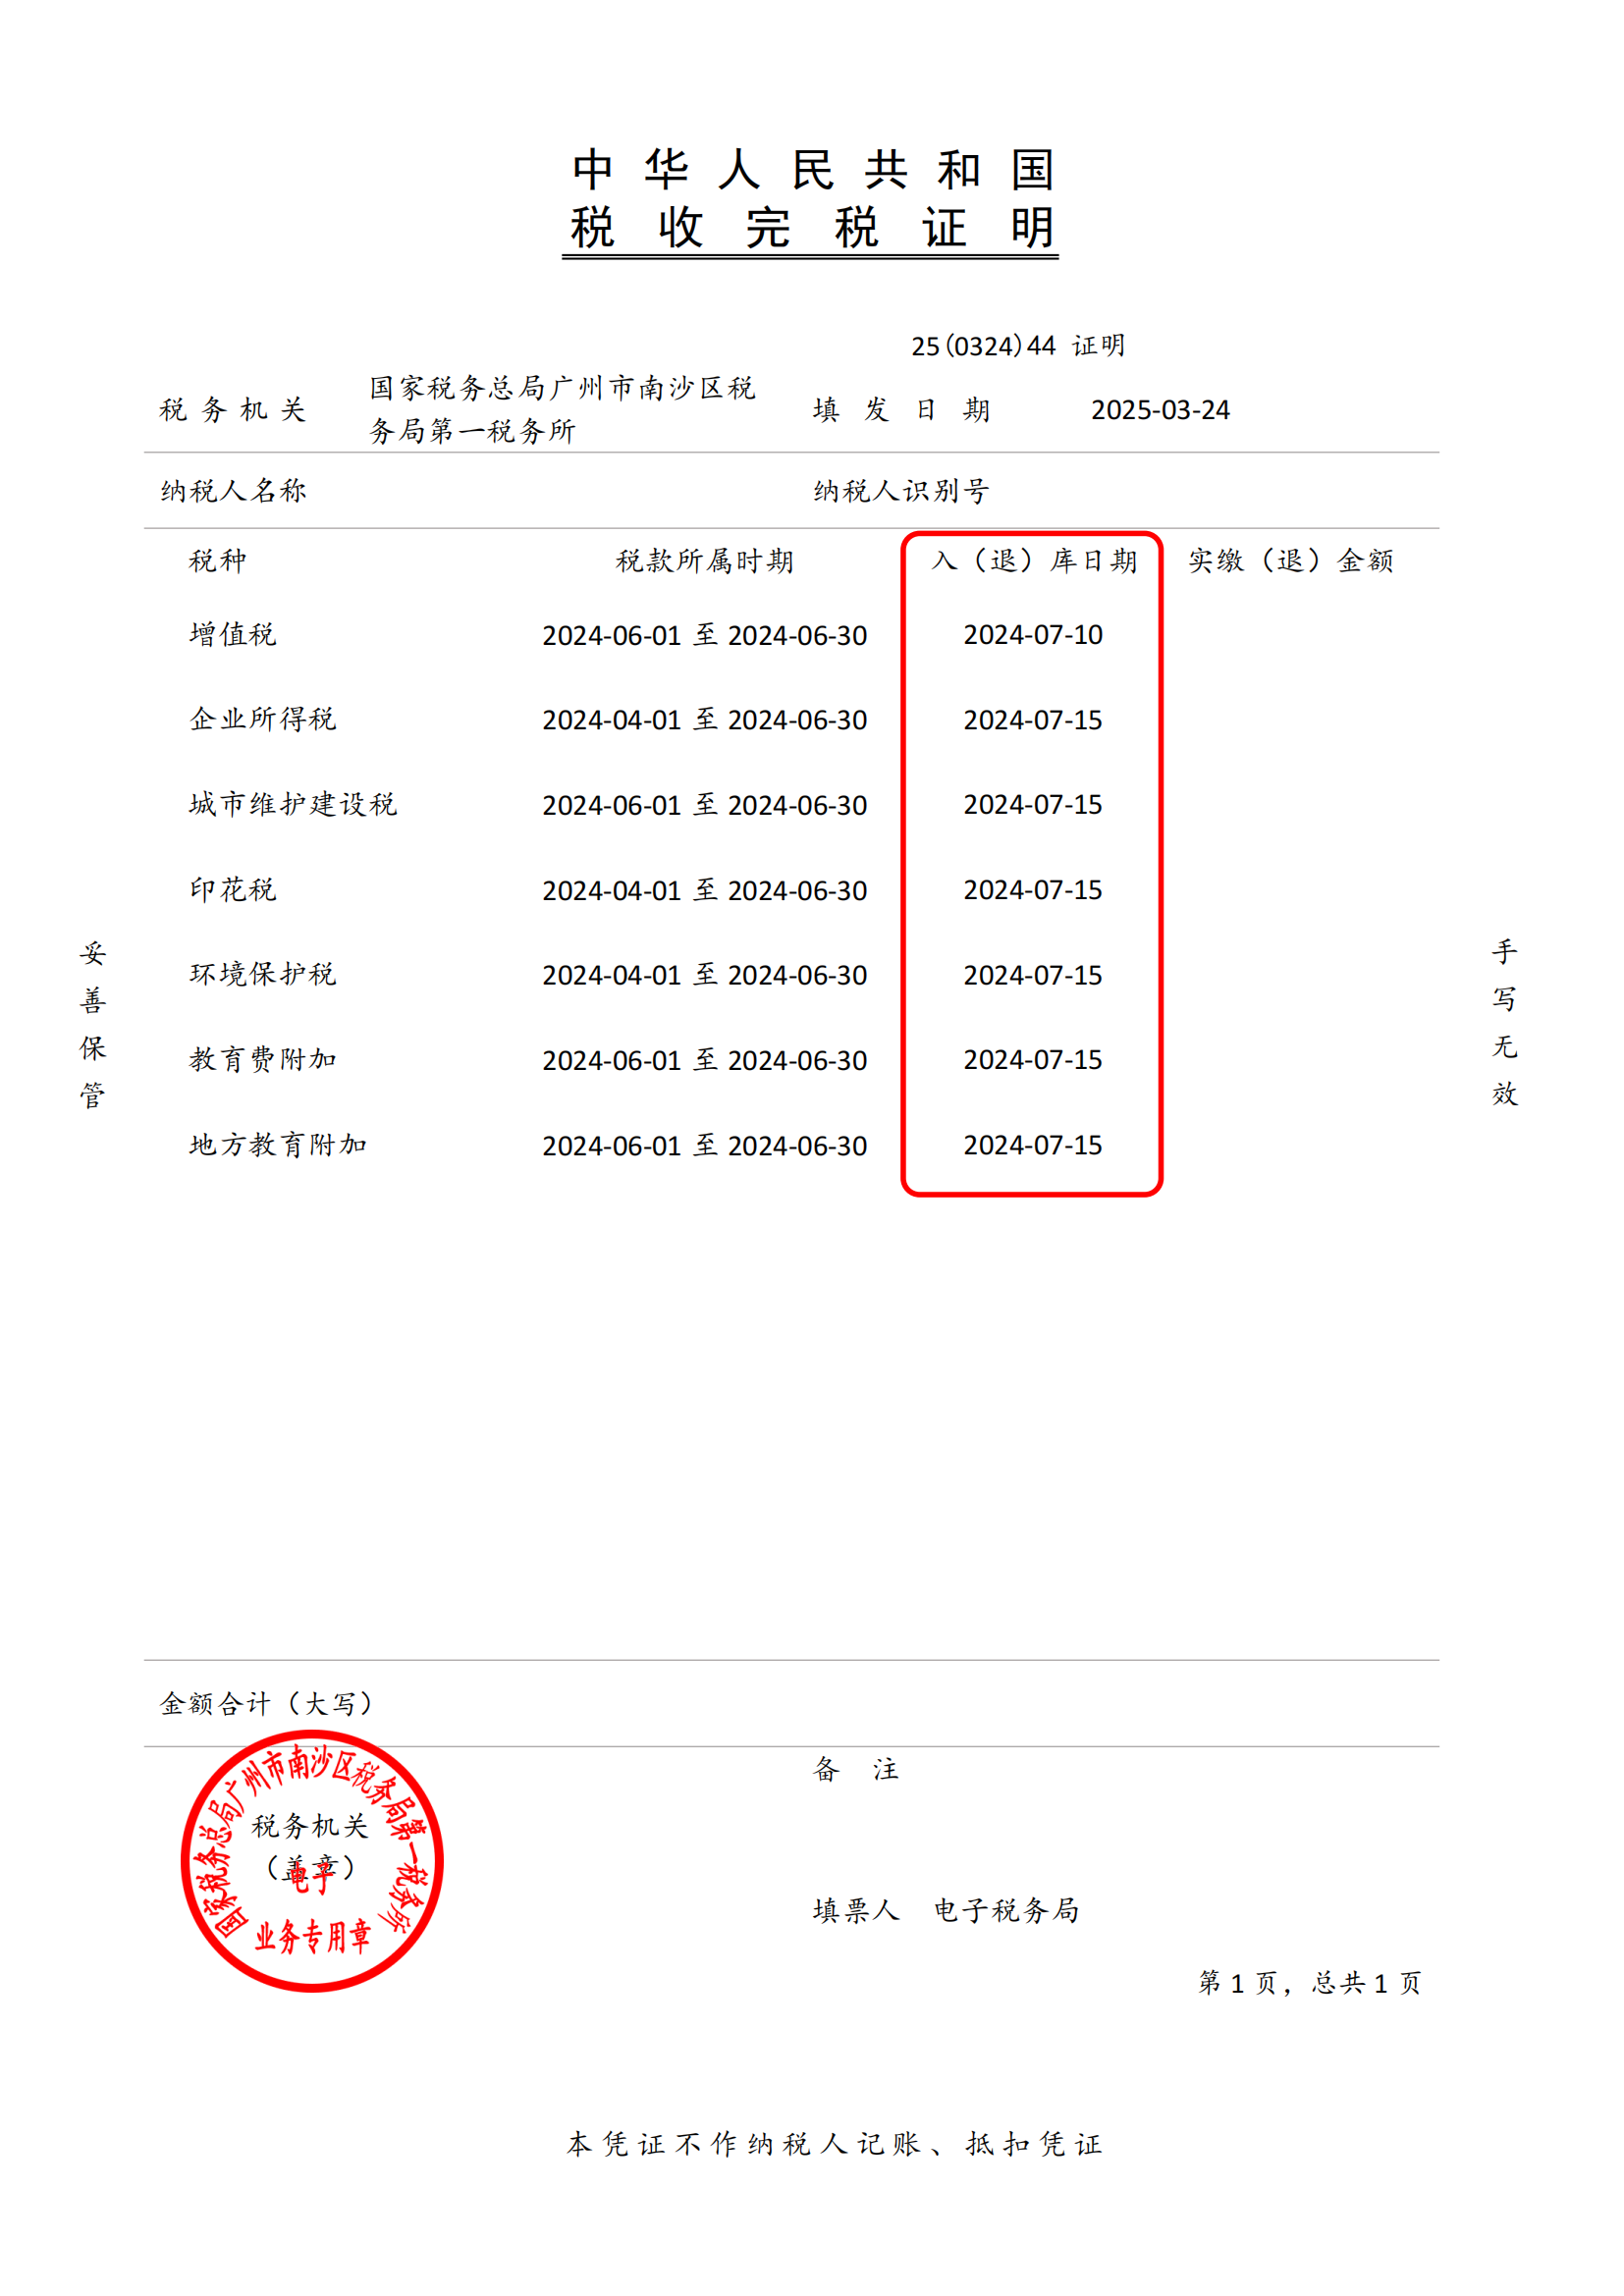 中华人民共和国
税收完税证明
25(0324)44 证明
税务机关 国家税务总局广州市南沙区税
务局第一税务所
填发日期 2025-03-24
纳税人名称 纳税人识别号
税种 税款所属时期 入（退）库日期 实缴（退）金额
增值税 2024-06-01 至 2024-06-30 2024-07-10
企业所得税 2024-04-01 至 2024-06-30 2024-07-15
城市维护建设税 2024-06-01 至 2024-06-30 2024-07-15
印花税 2024-04-01 至 2024-06-30 2024-07-15
环境保护税 2024-04-01 至 2024-06-30 2024-07-15
教育费附加 2024-06-01 至 2024-06-30 2024-07-15
地方教育附加 2024-06-01 至 2024-06-30 2024-07-15
妥善保管
手写无效
金额合计（大写）
国家税务总局广州市南沙区税务局第一税务所
税务机关
（盖章）
电子
业务专用章
备 注
填票人 电子税务局
第 1 页，总共 1 页
本凭证不作纳税人记账、抵扣凭证